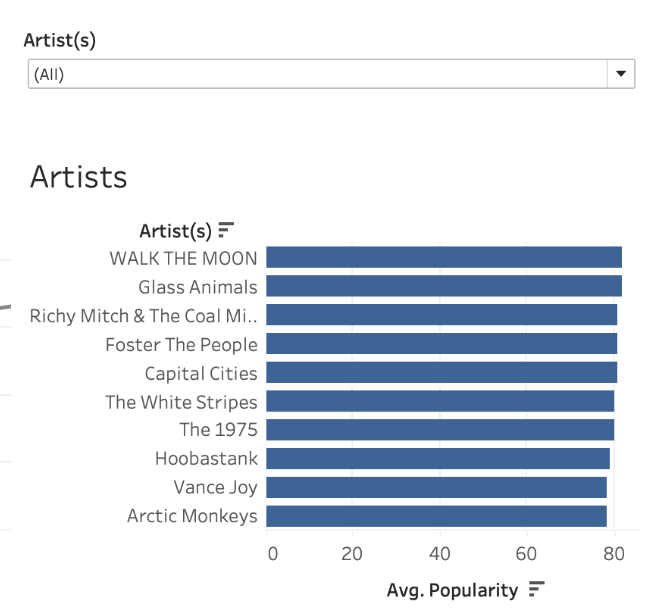 Artist(s)
(All)
Artists
Artist(s)
WALK THE MOON
Glass Animals
Richy Mitch & The Coal Mi..
Foster The People
Capital Cities
The White Stripes
The 1975
Hoobastank
Vance Joy
Arctic Monkeys
0 20 40 60 80
Avg. Popularity